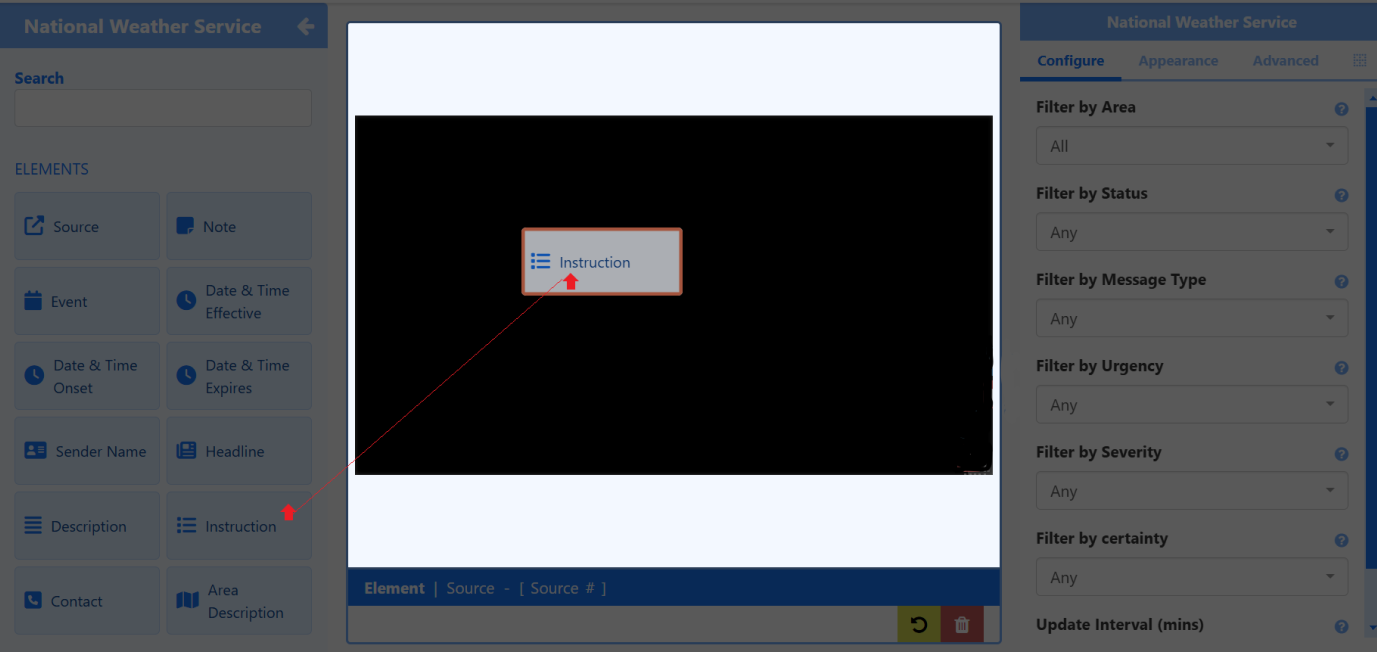 National Weather Service
Search
ELEMENTS
Source
Note
Event
Date & Time
Effective
Date & Time
Onset
Date & Time
Expires
Sender Name
Headline
Description
Instruction
Contact
Area
Description
Instruction
Element | Source - [ Source # ]
National Weather Service
Configure Appearance Advanced
Filter by Area
All
Filter by Status
Any
Filter by Message Type
Any
Filter by Urgency
Any
Filter by Severity
Any
Filter by certainty
Any
Update Interval (mins)